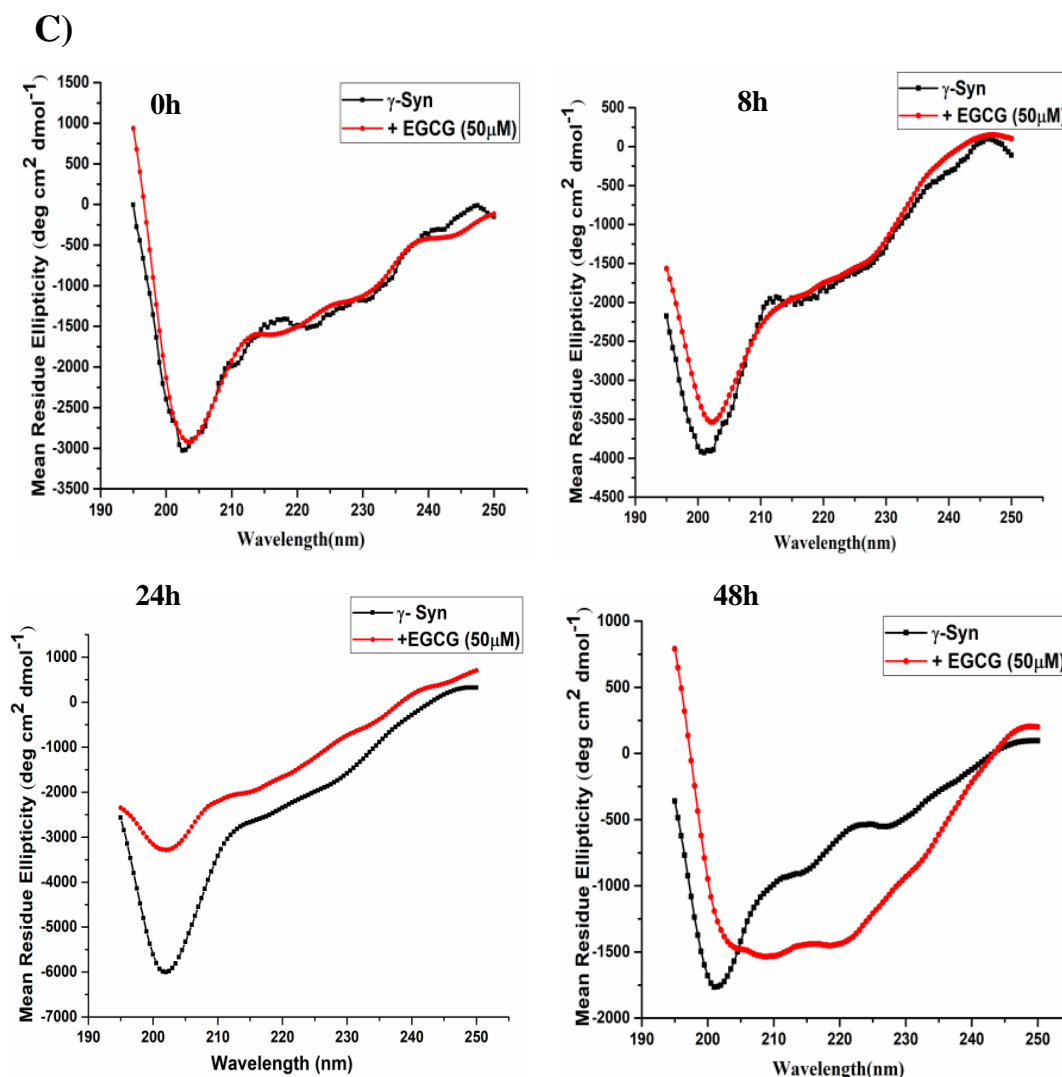 C)
0h
γ-Syn
+ EGCG (50μM)
Mean Residue Ellipticity (deg cm² dmol⁻¹)
1500
1000
500
0
-500
-1000
-1500
-2000
-2500
-3000
-3500
190 200 210 220 230 240 250
Wavelength(nm)
8h
γ-Syn
+ EGCG (50μM)
Mean Residue Ellipticity (deg cm² dmol⁻¹)
500
0
-500
-1000
-1500
-2000
-2500
-3000
-3500
-4000
-4500
190 200 210 220 230 240 250
Wavelength(nm)
24h
γ- Syn
+EGCG (50μM)
Mean Residue Ellipticity (deg cm² dmol⁻¹)
1000
0
-1000
-2000
-3000
-4000
-5000
-6000
-7000
190 200 210 220 230 240 250
Wavelength (nm)
48h
γ-Syn
+ EGCG (50μM)
Mean Residue Ellipticity (deg cm² dmol⁻¹)
1000
500
0
-500
-1000
-1500
-2000
190 200 210 220 230 240 250
Wavelength(nm)